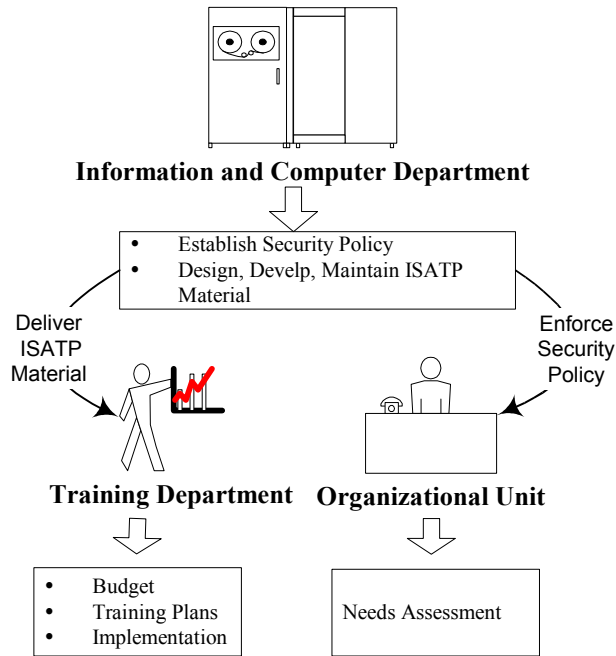 Information and Computer Department
• Establish Security Policy
• Design, Develp, Maintain ISATP
Material
Deliver
ISATP
Material
Enforce
Security
Policy
Training Department
Organizational Unit
• Budget
• Training Plans
• Implementation
Needs Assessment